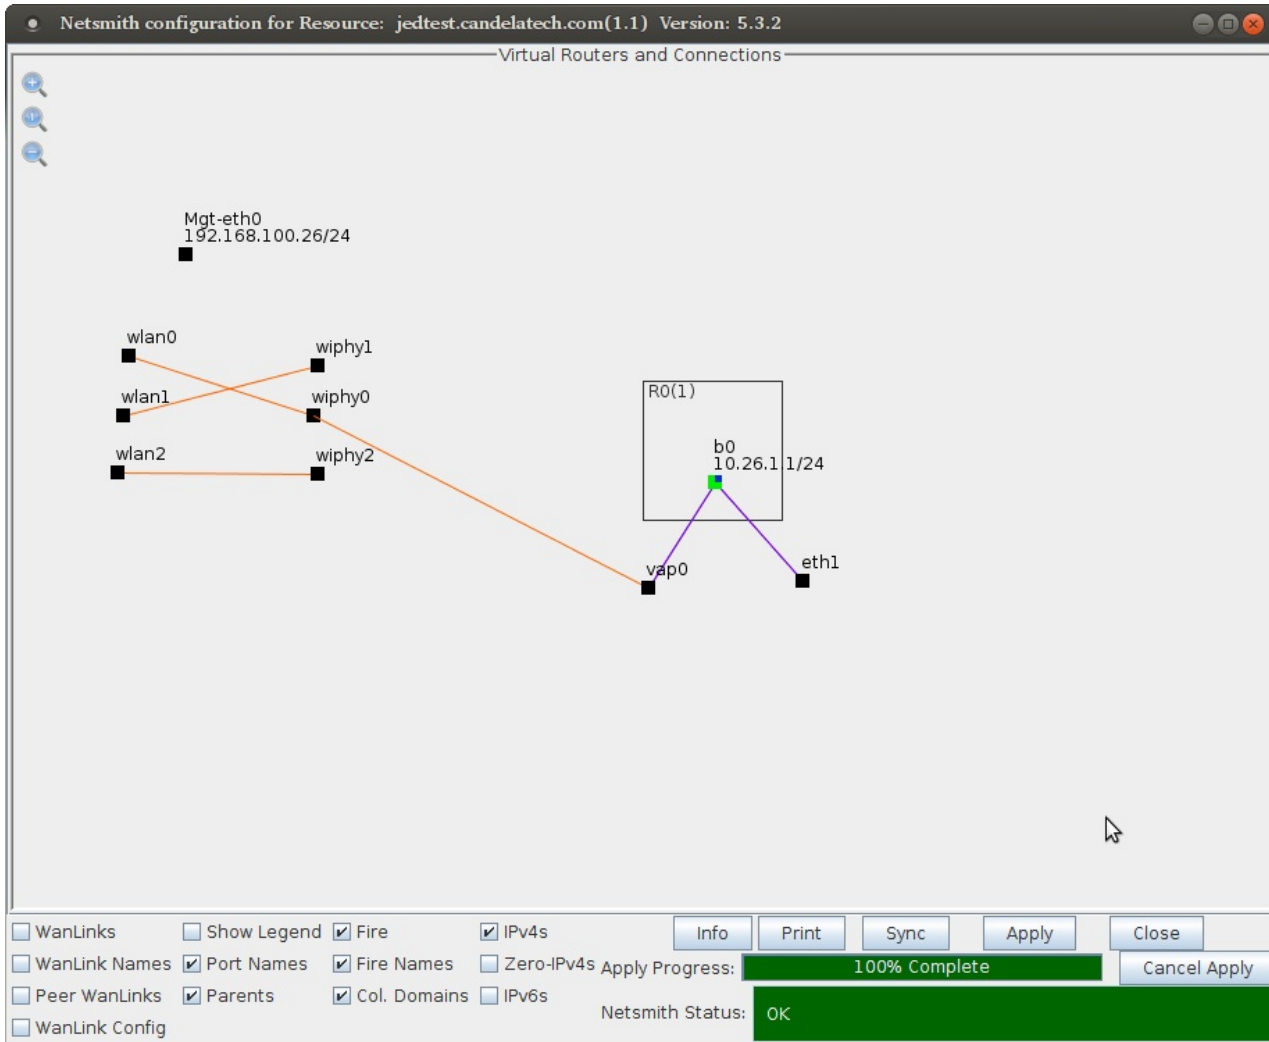 Netsmith configuration for Resource:  jedtest.candelatech.com(1.1)  Version: 5.3.2
Virtual Routers and Connections
Mgt-eth0
192.168.100.26/24
wlan0
wiphy1
wlan1
wiphy0
wlan2
wiphy2
R0(1)
b0
10.26.1.1/24
vap0
eth1
WanLinks
Show Legend
Fire
IPv4s
Info
Print
Sync
Apply
Close
WanLink Names
Port Names
Fire Names
Zero-IPv4s
Apply Progress:
100% Complete
Cancel Apply
Peer WanLinks
Parents
Col. Domains
IPv6s
Netsmith Status:
OK
WanLink Config